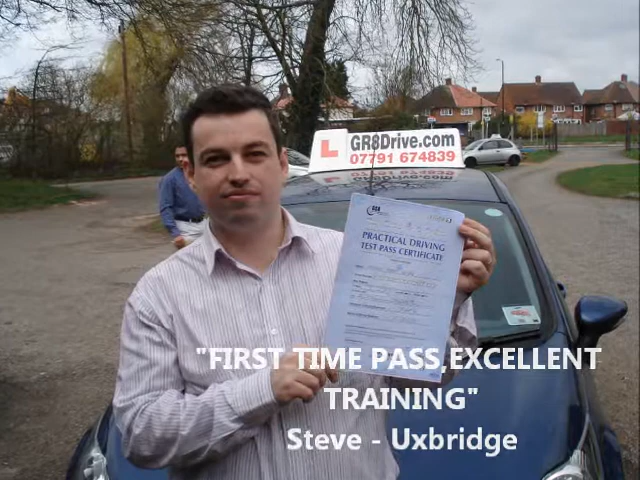 L GR8Drive.com
07791 674839
PRACTICAL DRIVING
TEST PASS CERTIFICATE
"FIRST TIME PASS,EXCELLENT
TRAINING"
Steve - Uxbridge